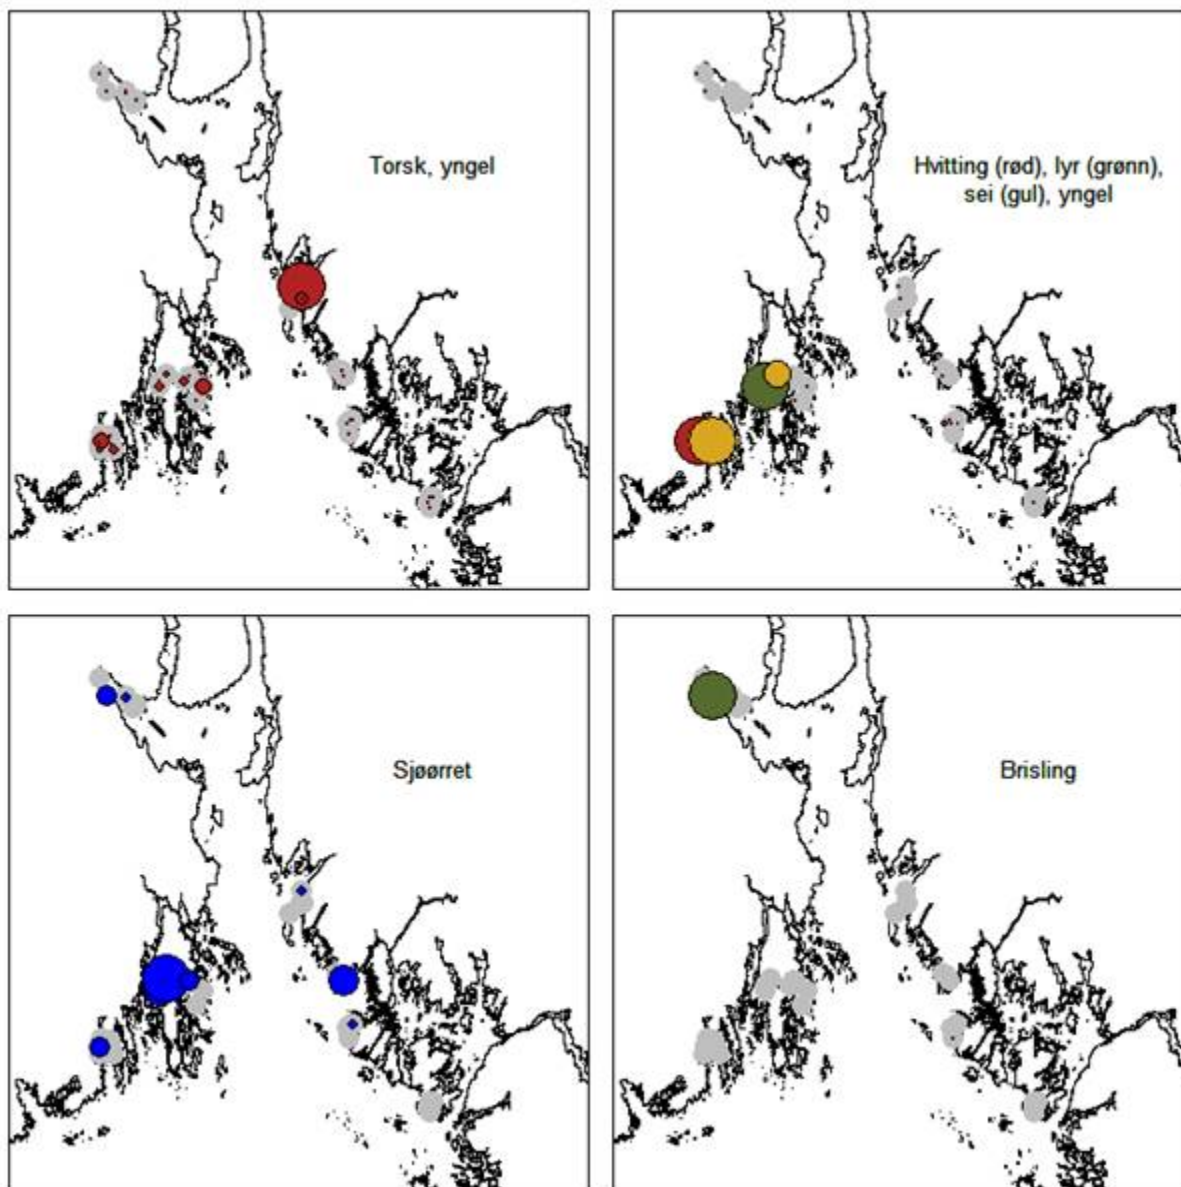 Torsk, yngel
Hvitting (rød), lyr (grønn),
sei (gul), yngel
Sjøørret
Brisling